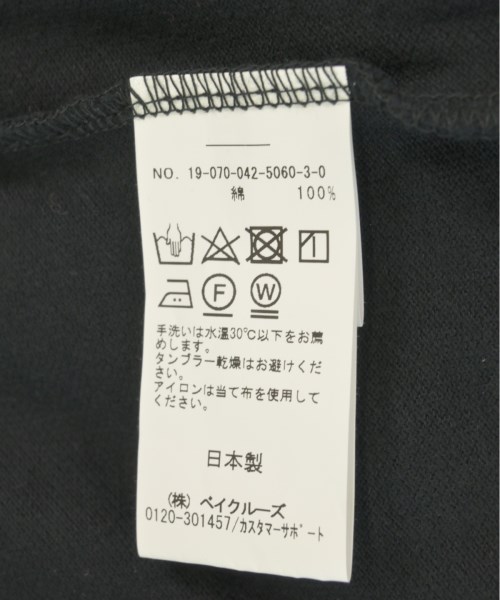 NO. 19-070-042-5060-3-0
綿 100%
F W
手洗いは水温30℃以下をお薦
めします。
タンブラー乾燥はお避けくだ
さい。
アイロンは当て布を使用して
ください。
日本製
(株) ベイクルーズ
0120-301457/カスタマーサポート